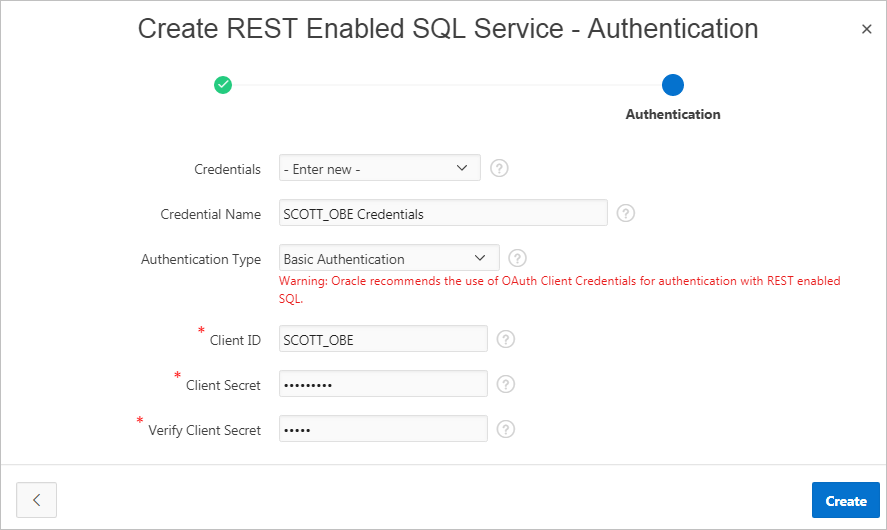 Create REST Enabled SQL Service - Authentication
Authentication
Credentials - Enter new -
Credential Name SCOTT_OBE Credentials
Authentication Type Basic Authentication
Warning: Oracle recommends the use of OAuth Client Credentials for authentication with REST enabled
SQL.
* Client ID SCOTT_OBE
* Client Secret •••••••••
* Verify Client Secret •••••
Create